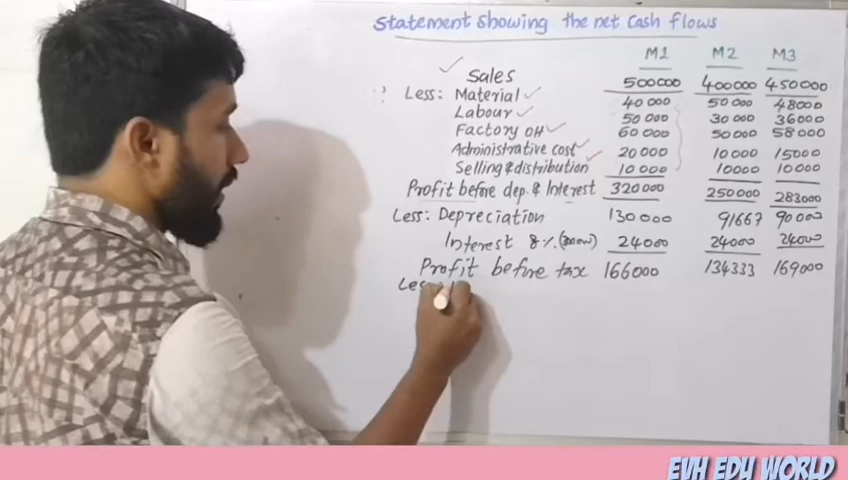 Statement Showing the net Cash flows
M1 M2 M3
Sales 500000 400000 450000
Less: Material 40000 50000 48000
Labour 50000 30000 36000
Factory OH 60000 50000 58000
Administrative cost 20000 10000 15000
Selling & distribution 10000 10000 10000
Profit before dep. & Interest 320000 250000 283000
Less: Depreciation 130000 91667 90000
Interest 8%. 24000 24000 24000
Profit before tax 166000 134333 169000
Les
EVH EDU WORLD